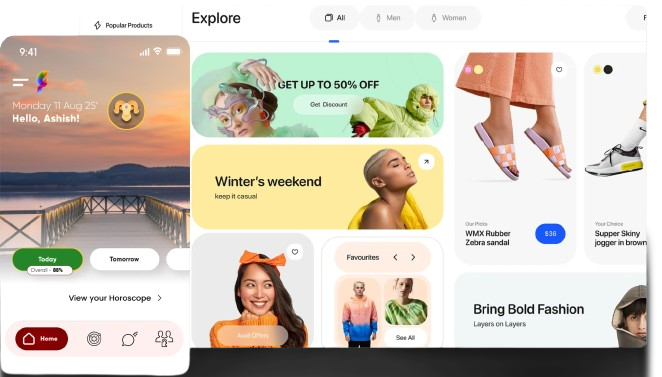 Popular Products
9:41
Monday 11 Aug 25'
Hello, Ashish!
Today
Overall - 88%
Tomorrow
View your Horoscope
Home
Explore
All
Men
Women
GET UP TO 50% OFF
Get Discount
Winter's weekend
keep it casual
Avail Offers
Favourites
See All
Our Picks
WMX Rubber
Zebra sandal
$36
Your Choice
Supper Skiny
jogger in brown
Bring Bold Fashion
Layers on Layers